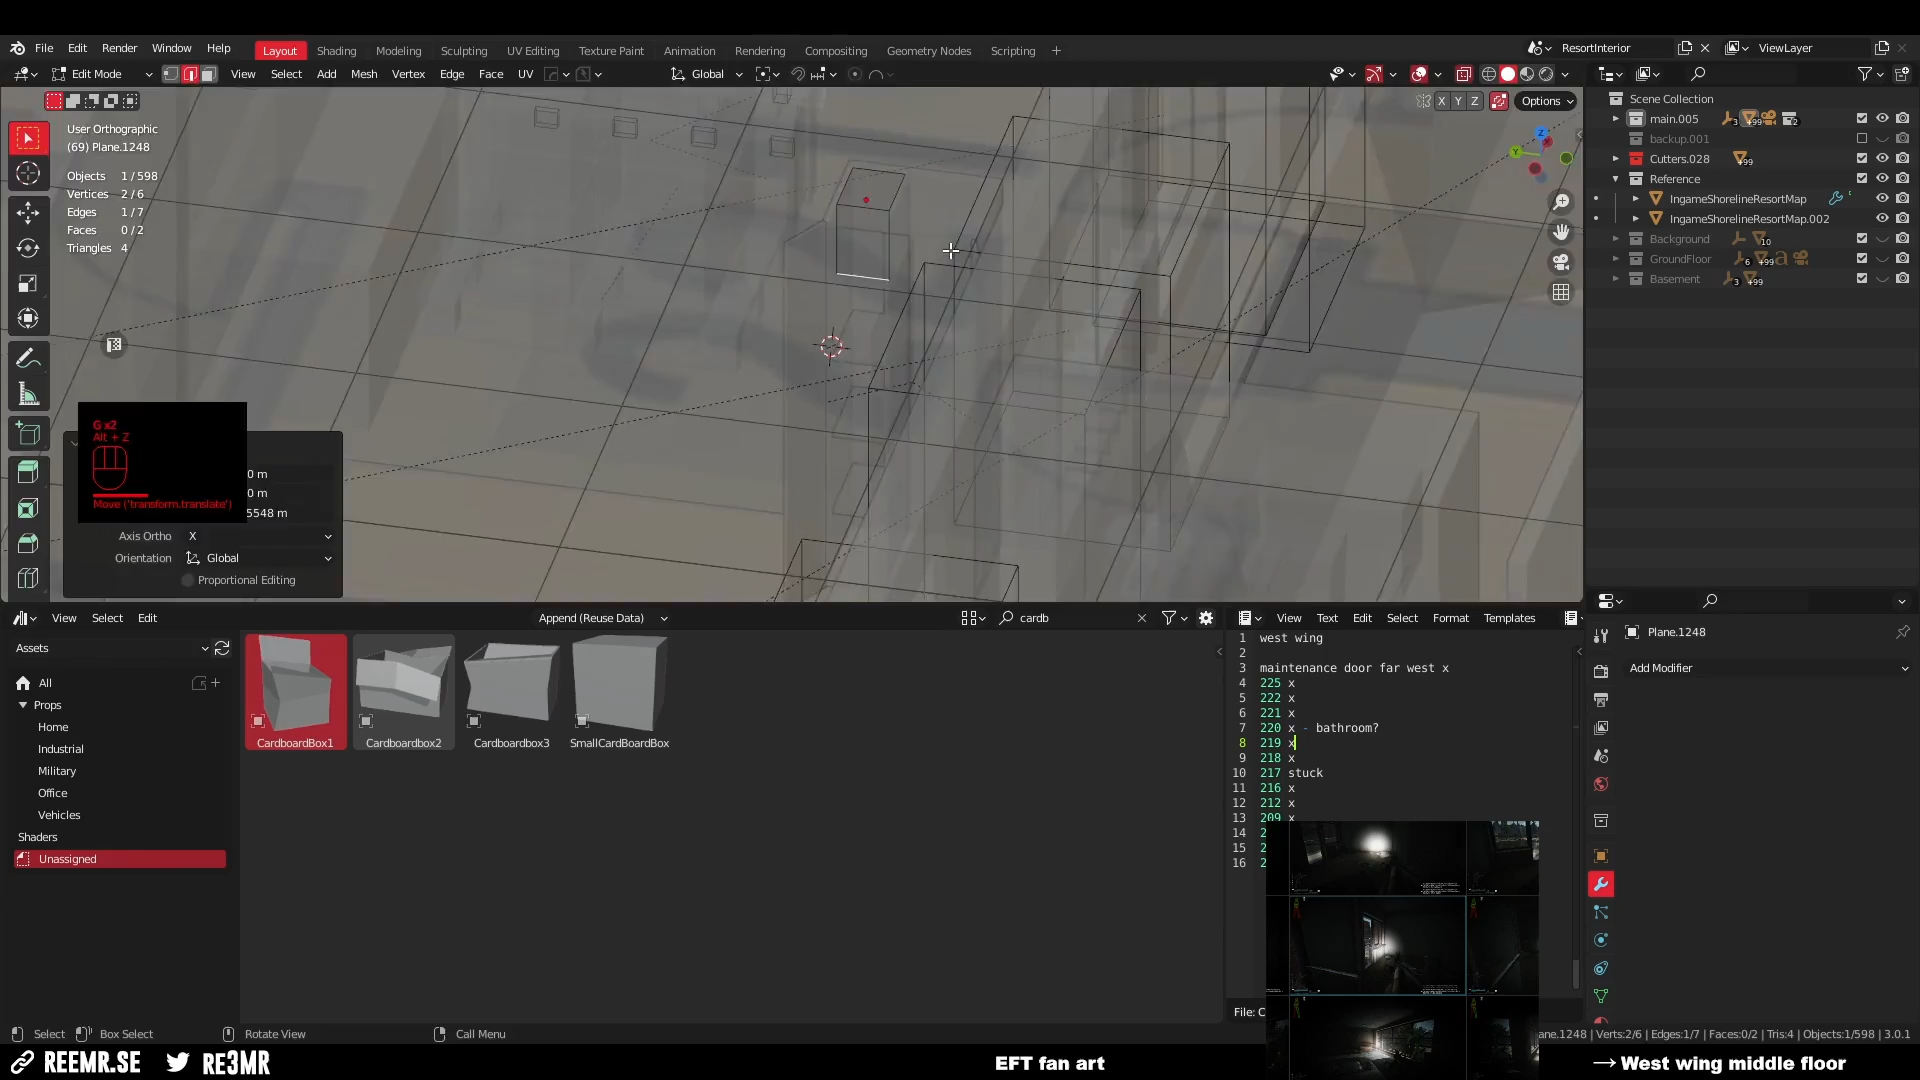 File Edit Render Window Help Layout Shading Modeling Sculpting UV Editing Texture Paint Animation Rendering Compositing Geometry Nodes Scripting + ResortInterior ViewLayer
Edit Mode View Select Add Mesh Vertex Edge Face UV Global
X Y Z Options
User Orthographic
(69) Plane.1248
Objects 1/598
Vertices 2/6
Edges 1/7
Faces 0/2
Triangles 4
G x2
Alt + Z
Move ('transform.translate')
0 m
0 m
5548 m
Axis Ortho X
Orientation Global
Proportional Editing
Z
Y
Scene Collection
main.005
backup.001
Cutters.028
Reference
IngameShorelineResortMap
IngameShorelineResortMap.002
Background
GroundFloor
Basement
Plane.1248
Add Modifier
View Select Edit Append (Reuse Data) cardb
Assets
All
Props
Home
Industrial
Military
Office
Vehicles
Shaders
Unassigned
CardboardBox1 Cardboardbox2 Cardboardbox3 SmallCardBoardBox
View Text Edit Select Format Templates
1 west wing
2
3 maintenance door far west x
4 225 x
5 222 x
6 221 x
7 220 x - bathroom?
8 219 x
9 218 x
10 217 stuck
11 216 x
12 212 x
13 209 x
14 2
15 2
16 2
File: C
Select Box Select Rotate View Call Menu
ane.1248 | Verts:2/6 | Edges:1/7 | Faces:0/2 | Tris:4 | Objects:1/598 | 3.0.1
REEMR.SE RE3MR EFT fan art → West wing middle floor